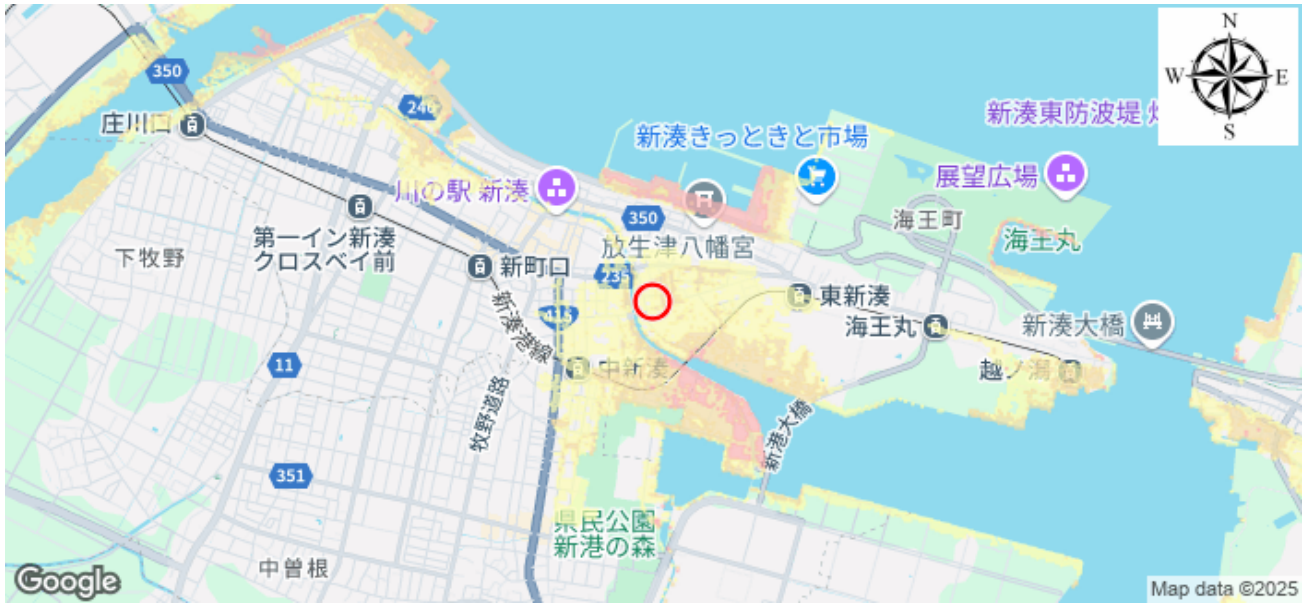 N
W
E
S
350
246
庄川口
新湊きっときと市場
新湊東防波堤
川の駅 新湊
展望広場
350
海王町
第一イン新湊
クロスベイ前
放生津八幡宮
海王丸
下牧野
新町口
235
東新湊
415
海王丸
新湊大橋
新湊港線
11
中新湊
越ノ潟
牧野道路
新港大橋
351
県民公園
新港の森
中曽根
Google
Map data ©2025